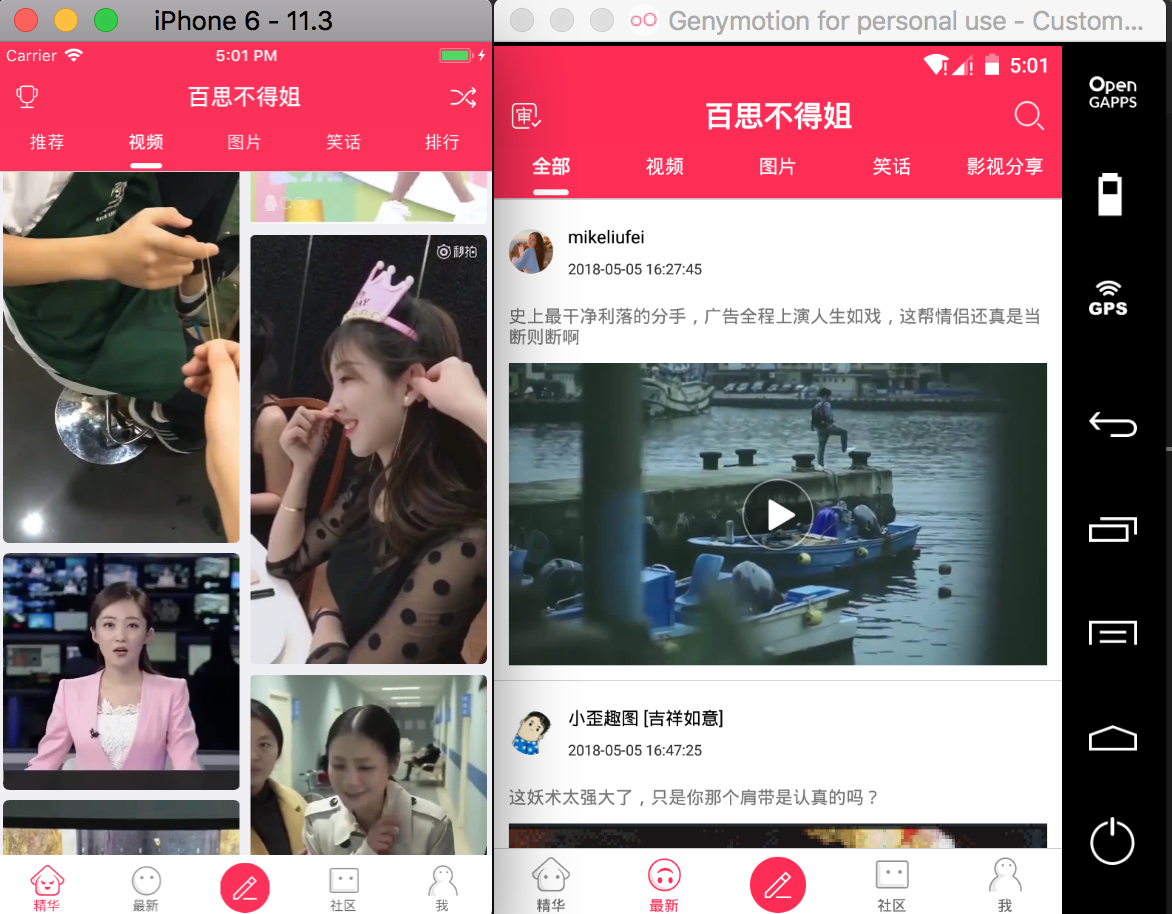 iPhone 6 - 11.3
Carrier
5:01 PM
百思不得姐
推荐
视频
图片
笑话
排行
秒拍
精华
最新
社区
我
Genymotion for personal use - Custom...
5:01
审
百思不得姐
全部
视频
图片
笑话
影视分享
mikeliufei
2018-05-05 16:27:45
史上最干净利落的分手，广告全程上演人生如戏，这帮情侣还真是当
断则断啊
小歪趣图 [吉祥如意]
2018-05-05 16:47:25
这妖术太强大了，只是你那个肩带是认真的吗？
精华
最新
社区
我
Open
GAPPS
GPS